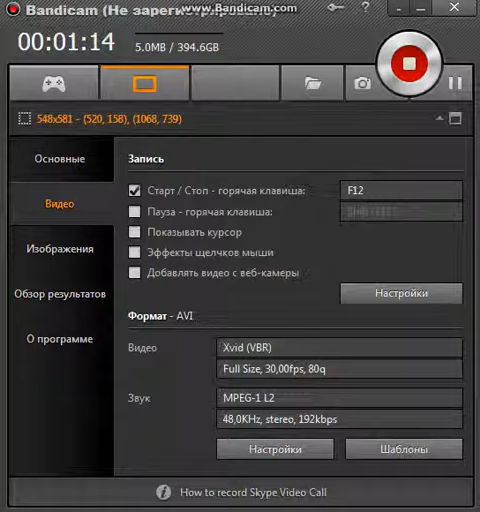 Bandicam (Не зарегистрировано)
www.Bandicam.com
?
00:01:14
5.0MB / 394.6GB
548x581 - (520, 158), (1068, 739)
Основные
Видео
Изображения
Обзор результатов
О программе
Запись
Старт / Стоп - горячая клавиша:
F12
Пауза - горячая клавиша:
Показывать курсор
Эффекты щелчков мыши
Добавлять видео с веб-камеры
Настройки
Формат - AVI
Видео
Xvid (VBR)
Full Size, 30,00fps, 80q
Звук
MPEG-1 L2
48,0KHz, stereo, 192kbps
Настройки
Шаблоны
How to record Skype Video Call